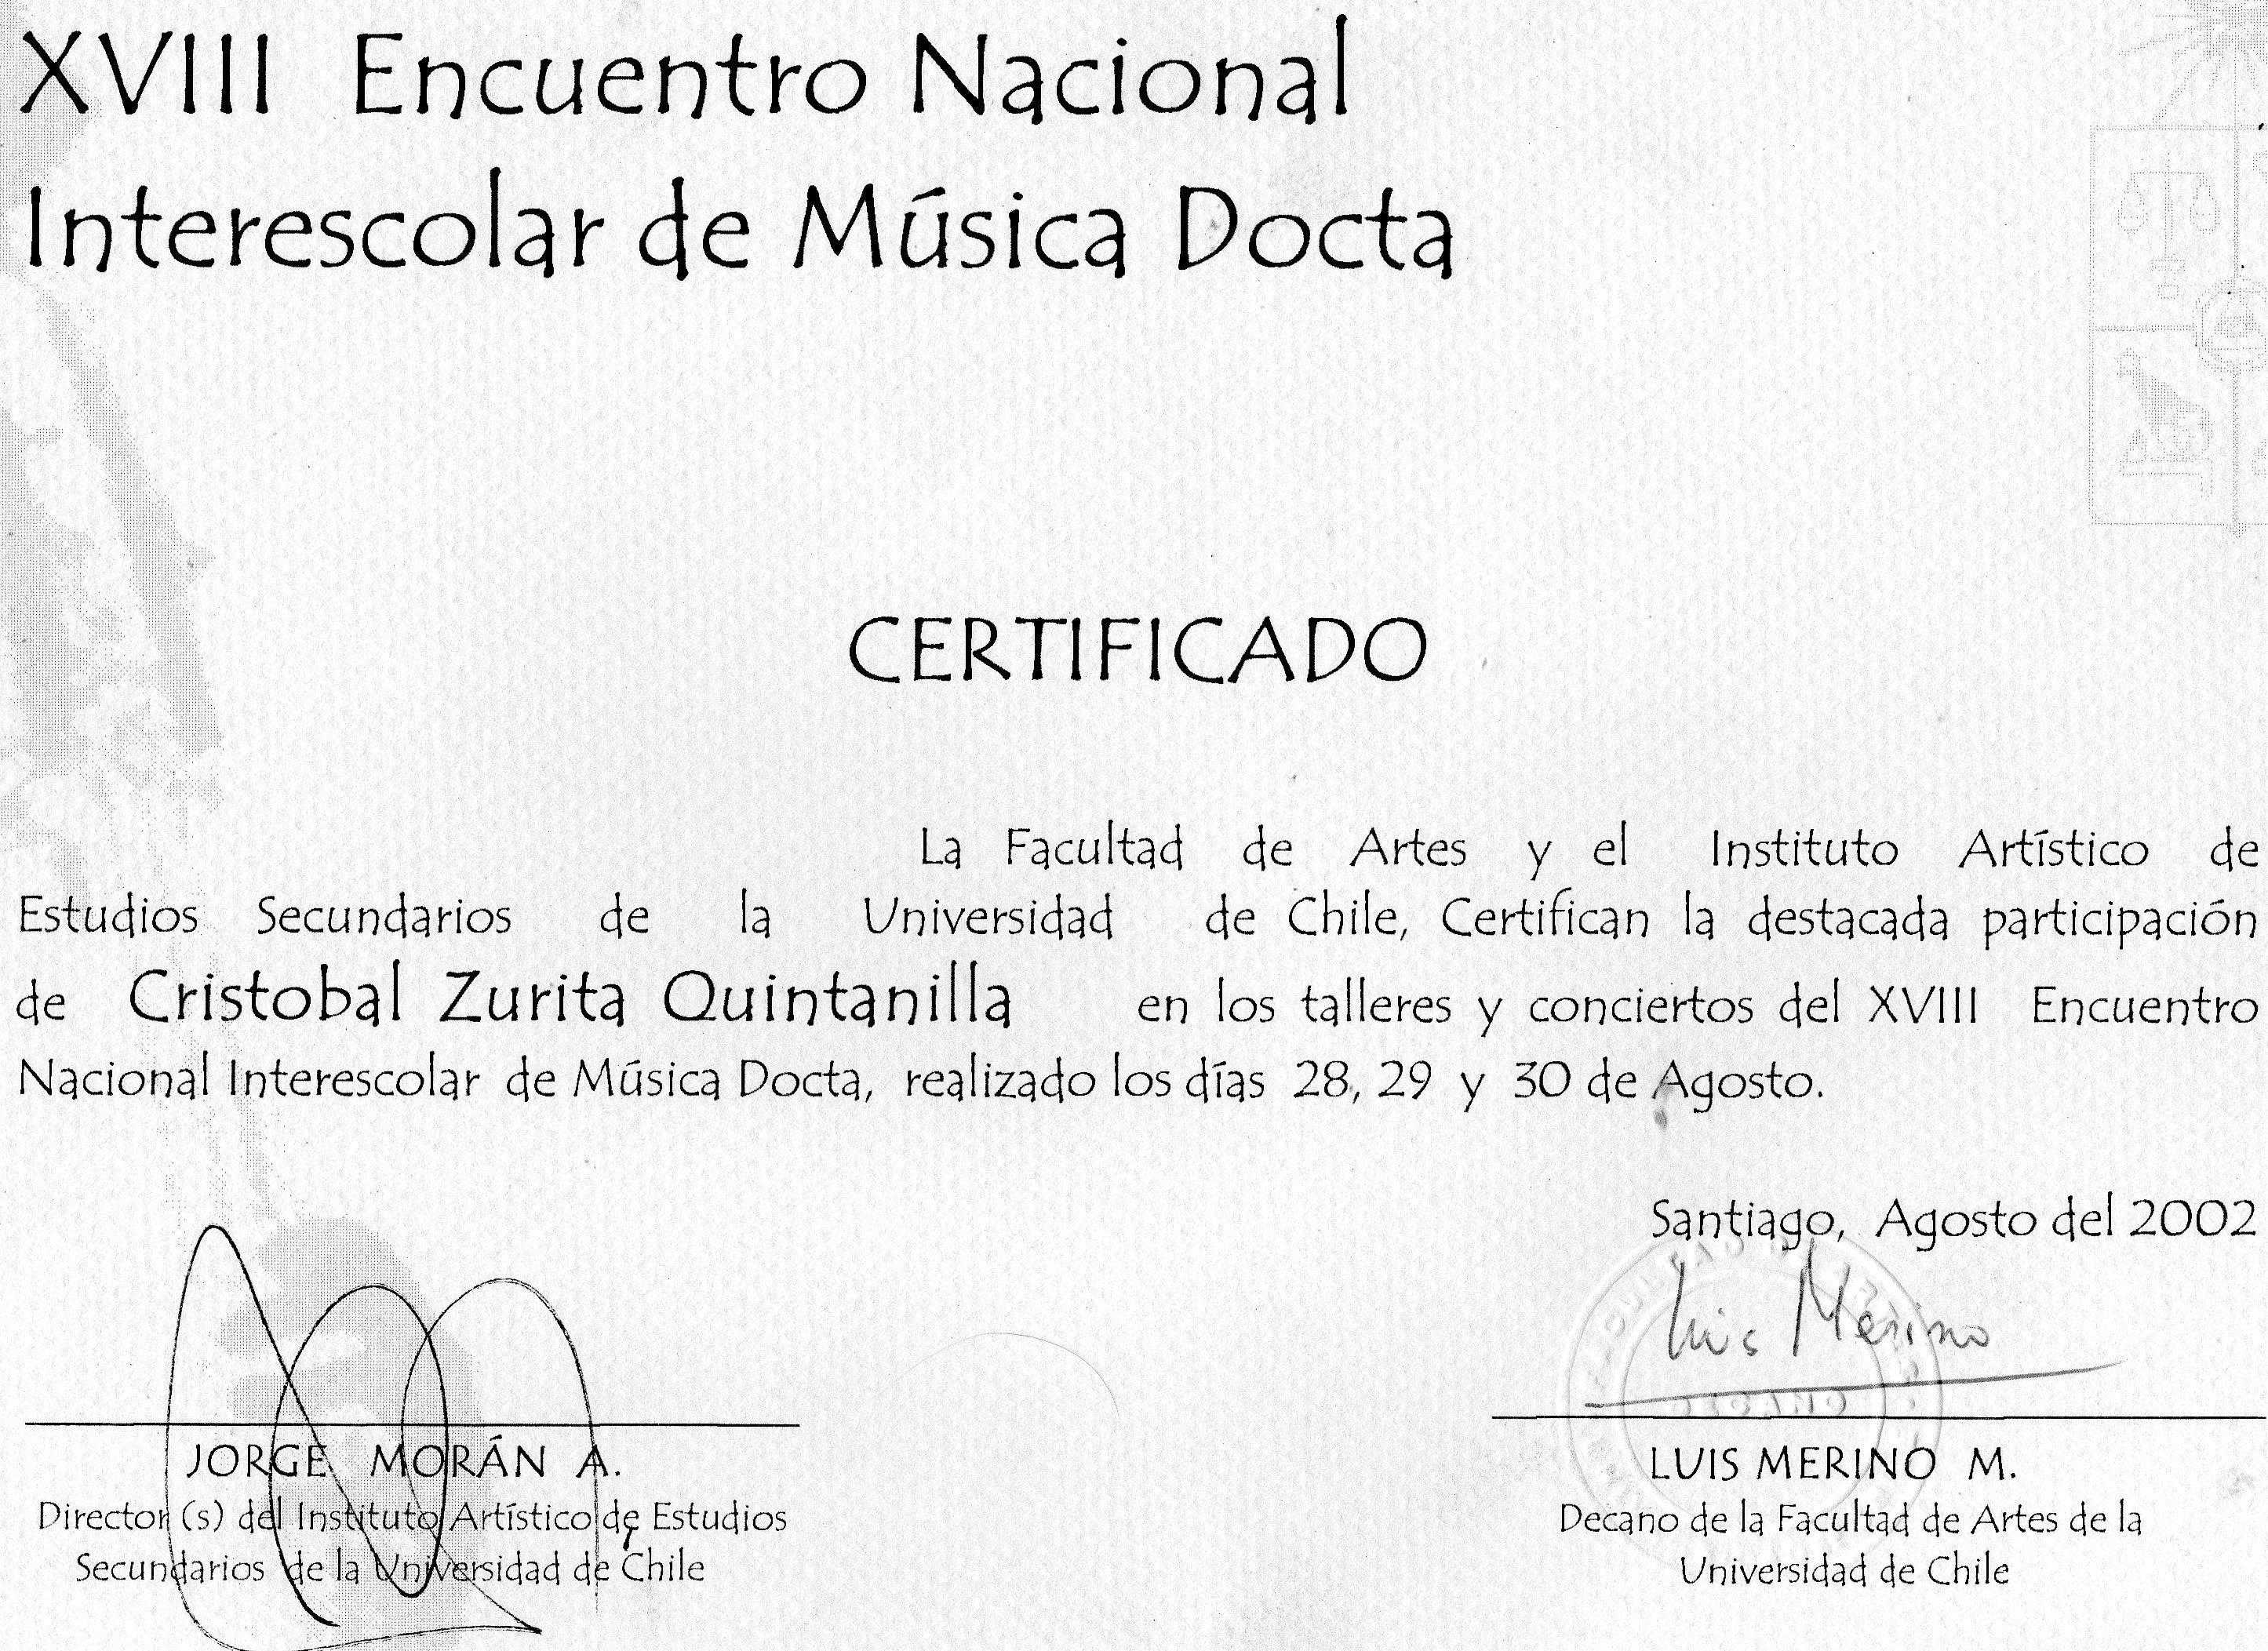 XVIII Encuentro Nacional
Interescolar de Música Docta
CERTIFICADO
La Facultad de Artes y el Instituto Artístico de
Estudios Secundarios de la Universidad de Chile, Certifican la destacada participación
de Cristobal Zurita Quintanilla en los talleres y conciertos del XVIII Encuentro
Nacional Interescolar de Música Docta, realizado los días 28, 29 y 30 de Agosto.
Santiago, Agosto del 2002
Luis Merino
DECANO
JORGE MORÁN A.
Director (s) del Instituto Artístico de Estudios
Secundarios de la Universidad de Chile
LUIS MERINO M.
Decano de la Facultad de Artes de la
Universidad de Chile